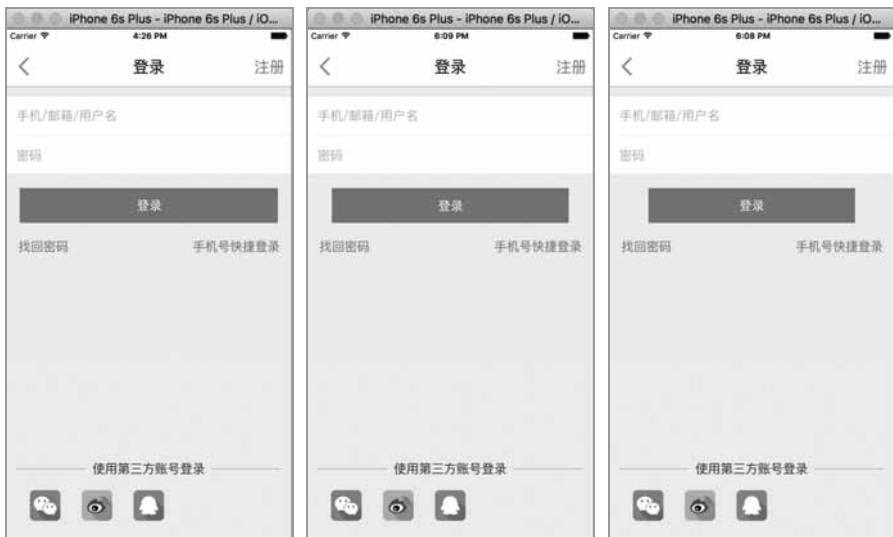 iPhone 6s Plus - iPhone 6s Plus / iO...
Carrier 4:26 PM
登录 注册
手机/邮箱/用户名
密码
登录
找回密码 手机号快捷登录
使用第三方账号登录
iPhone 6s Plus - iPhone 6s Plus / iO...
Carrier 6:09 PM
登录 注册
手机/邮箱/用户名
密码
登录
找回密码 手机号快捷登录
使用第三方账号登录
iPhone 6s Plus - iPhone 6s Plus / iO...
Carrier 6:08 PM
登录 注册
手机/邮箱/用户名
密码
登录
找回密码 手机号快捷登录
使用第三方账号登录